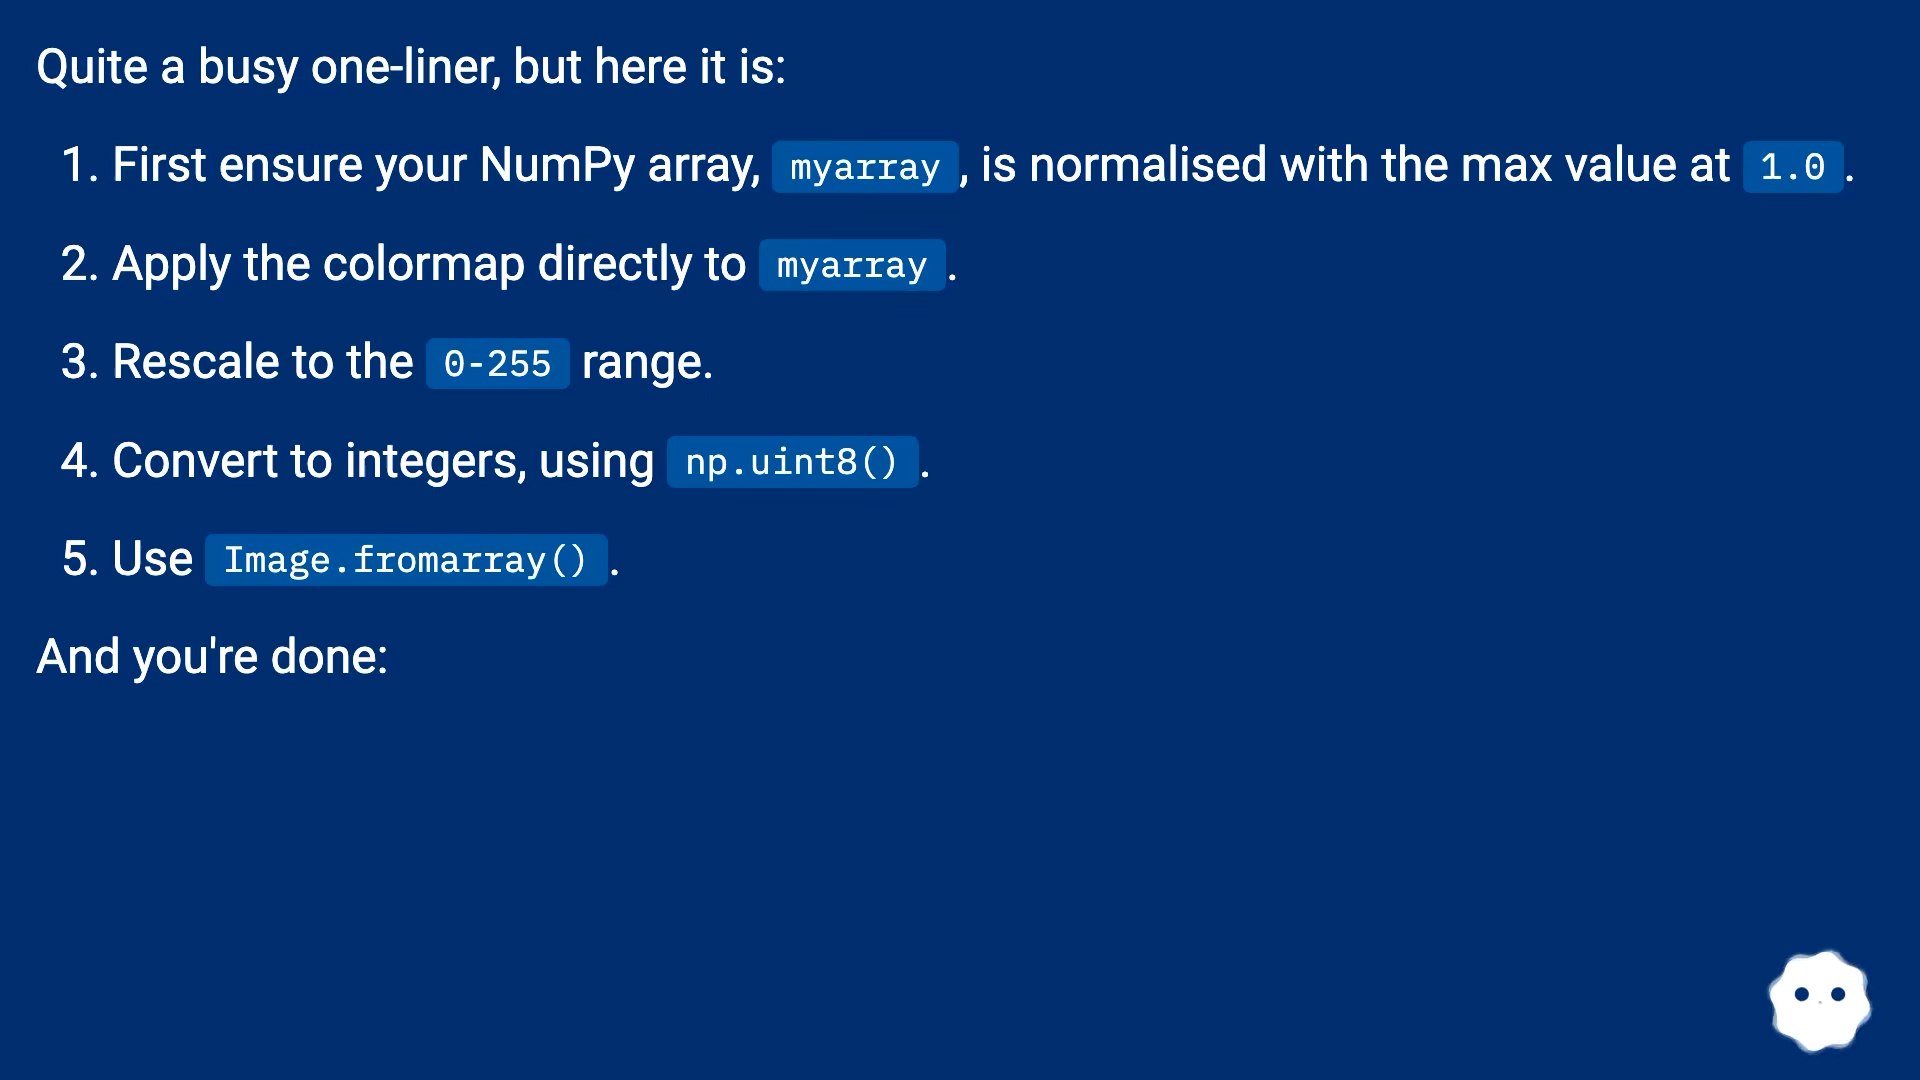 Quite a busy one-liner, but here it is:
1. First ensure your NumPy array, myarray, is normalised with the max value at 1.0.
2. Apply the colormap directly to myarray.
3. Rescale to the 0-255 range.
4. Convert to integers, using np.uint8().
5. Use Image.fromarray().
And you're done: